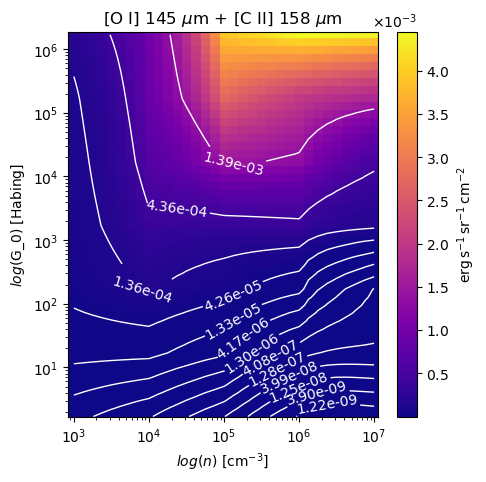 [O I] 145 μm + [C II] 158 μm
×10⁻³
10⁶
10⁵
10⁴
10³
10²
10¹
log(G_0) [Habing]
1.39e-03
4.36e-04
1.36e-04
4.26e-05
1.33e-05
4.17e-06
1.30e-06
4.08e-07
1.28e-07
3.99e-08
1.25e-08
3.90e-09
1.22e-09
10³ 10⁴ 10⁵ 10⁶ 10⁷
log(n) [cm⁻³]
4.0
3.5
3.0
2.5
2.0
1.5
1.0
0.5
erg s⁻¹ sr⁻¹ cm⁻²